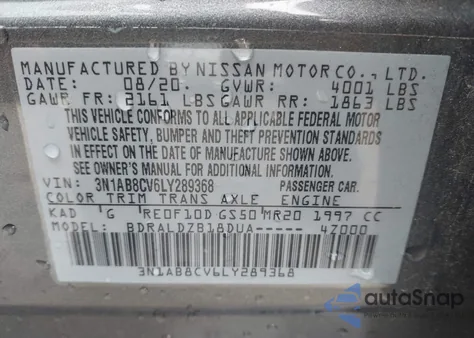 MANUFACTURED BY NISSAN MOTOR CO., LTD.
DATE: 08/20 GVWR: 4001 LBS
GAWR FR: 2161 LBS GAWR RR: 1863 LBS
THIS VEHICLE CONFORMS TO ALL APPLICABLE FEDERAL MOTOR
VEHICLE SAFETY, BUMPER AND THEFT PREVENTION STANDARDS
IN EFFECT ON THE DATE OF MANUFACTURE SHOWN ABOVE.
SEE OWNER'S MANUAL FOR ADDITIONAL INFORMATION.
VIN: 3N1AB8CV6LY289368 PASSENGER CAR.
COLOR TRIM TRANS AXLE ENGINE
KAD G RE0F10D GS50 MR20 1997 CC
MODEL: BDRALDZB18DUA----- 4Z000
3N1AB8CV6LY289368
autoSnap